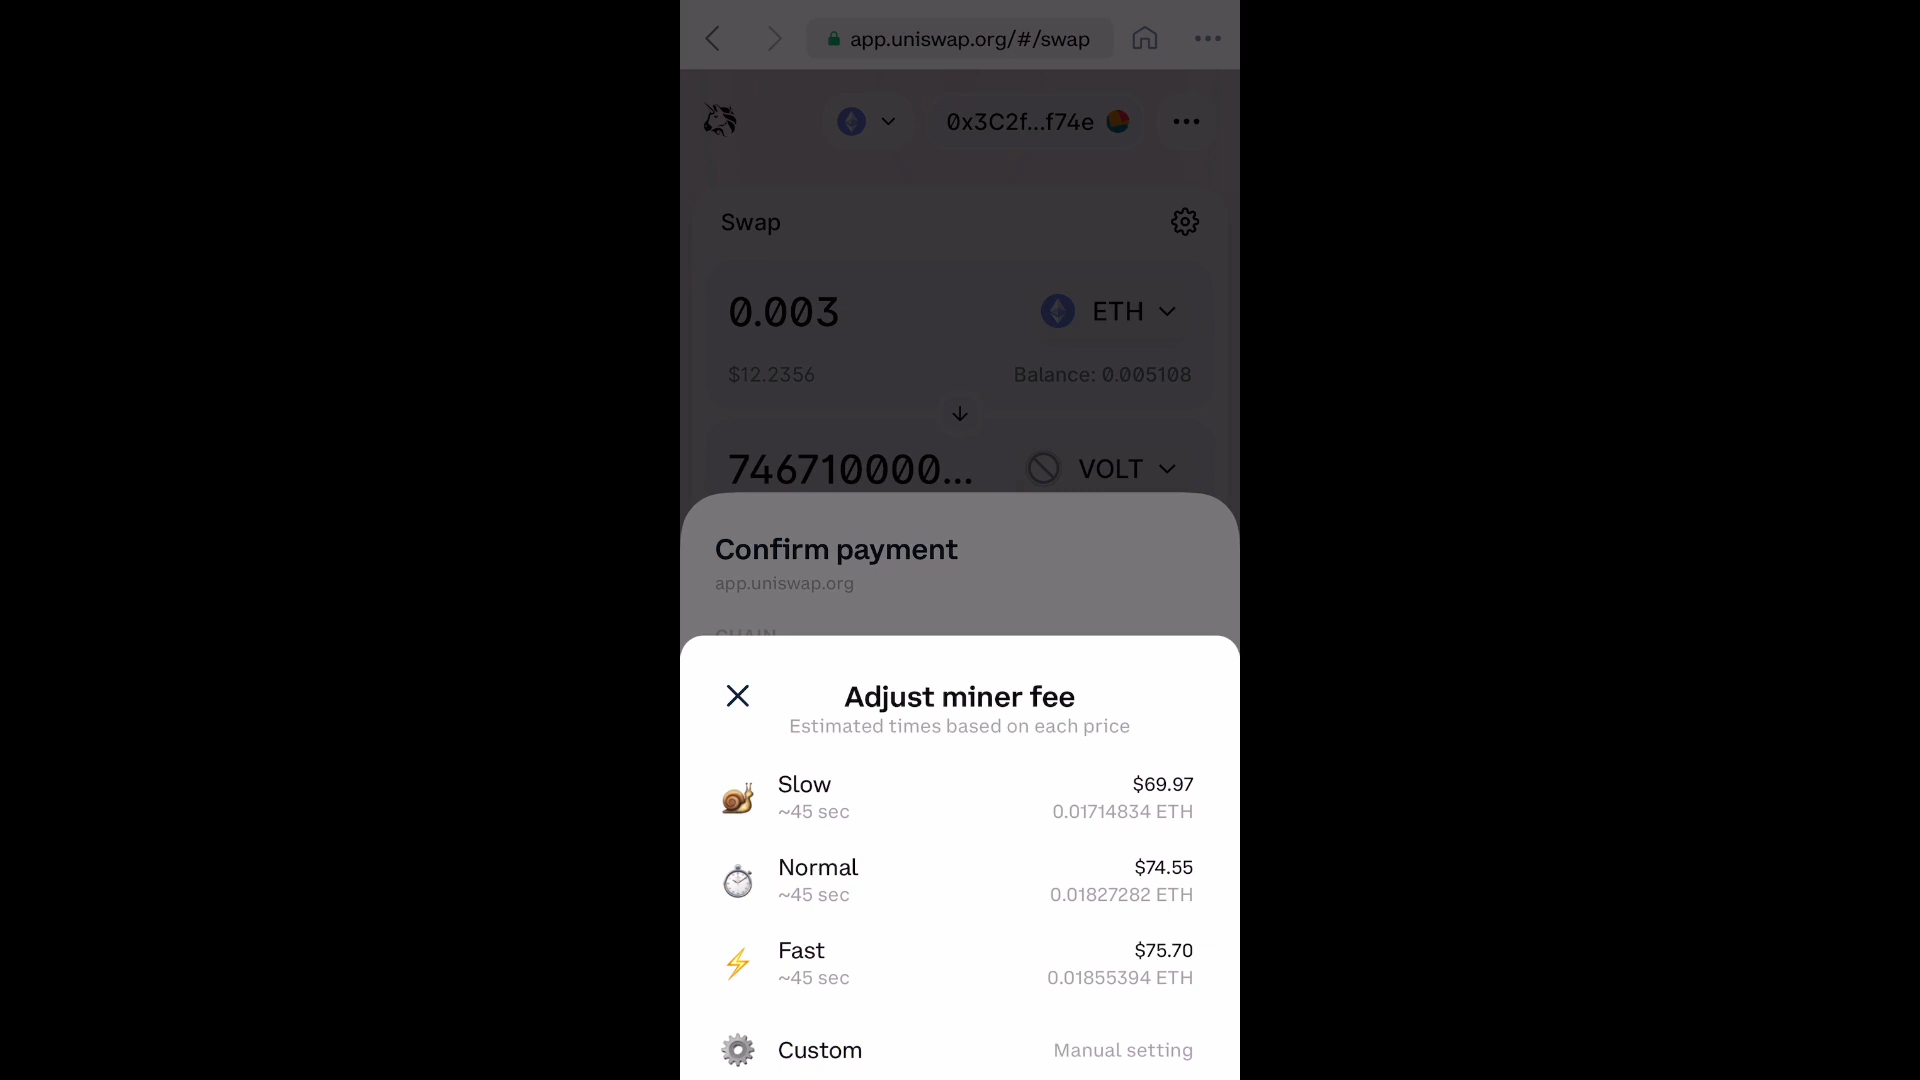 app.uniswap.org/#/swap
0x3C2f...f74e
Swap
0.003 ETH
$12.2356 Balance: 0.005108
746710000... VOLT
Confirm payment
app.uniswap.org
CHAIN
Adjust miner fee
Estimated times based on each price
Slow $69.97
~45 sec 0.01714834 ETH
Normal $74.55
~45 sec 0.01827282 ETH
Fast $75.70
~45 sec 0.01855394 ETH
Custom Manual setting